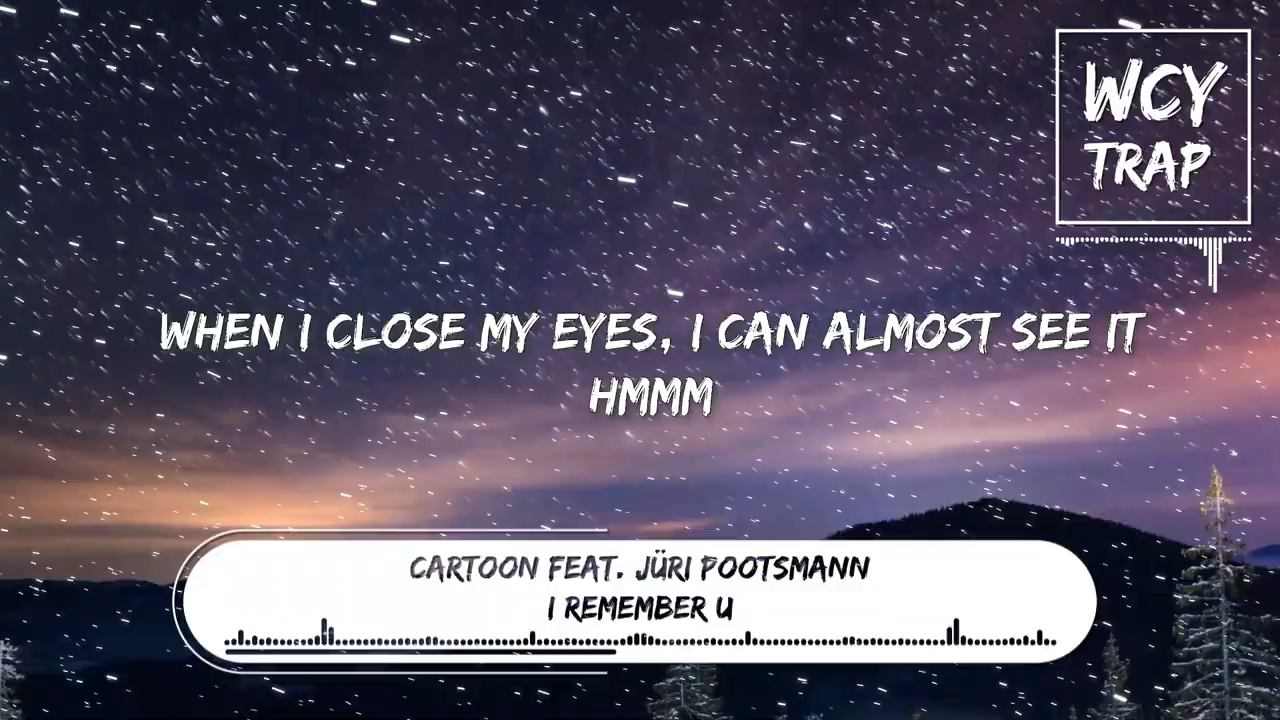 WCY
TRAP
WHEN I CLOSE MY EYES, I CAN ALMOST SEE IT
HMMM
CARTOON FEAT. JÜRI POOTSMANN
I REMEMBER U